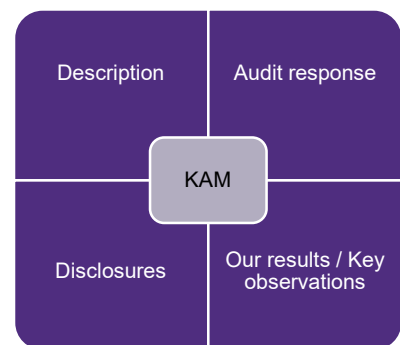 Description
Audit response
KAM
Disclosures
Our results / Key
observations